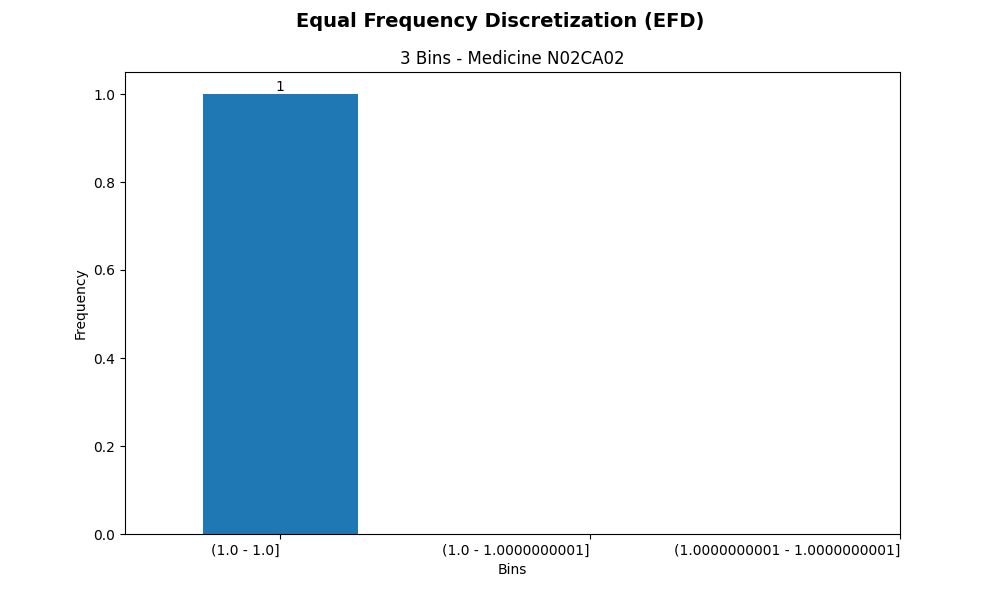 Equal Frequency Discretization (EFD)
3 Bins - Medicine N02CA02
1
1.0
0.8
0.6
0.4
0.2
0.0
Frequency
(1.0 - 1.0]
(1.0 - 1.0000000001]
(1.0000000001 - 1.0000000001]
Bins